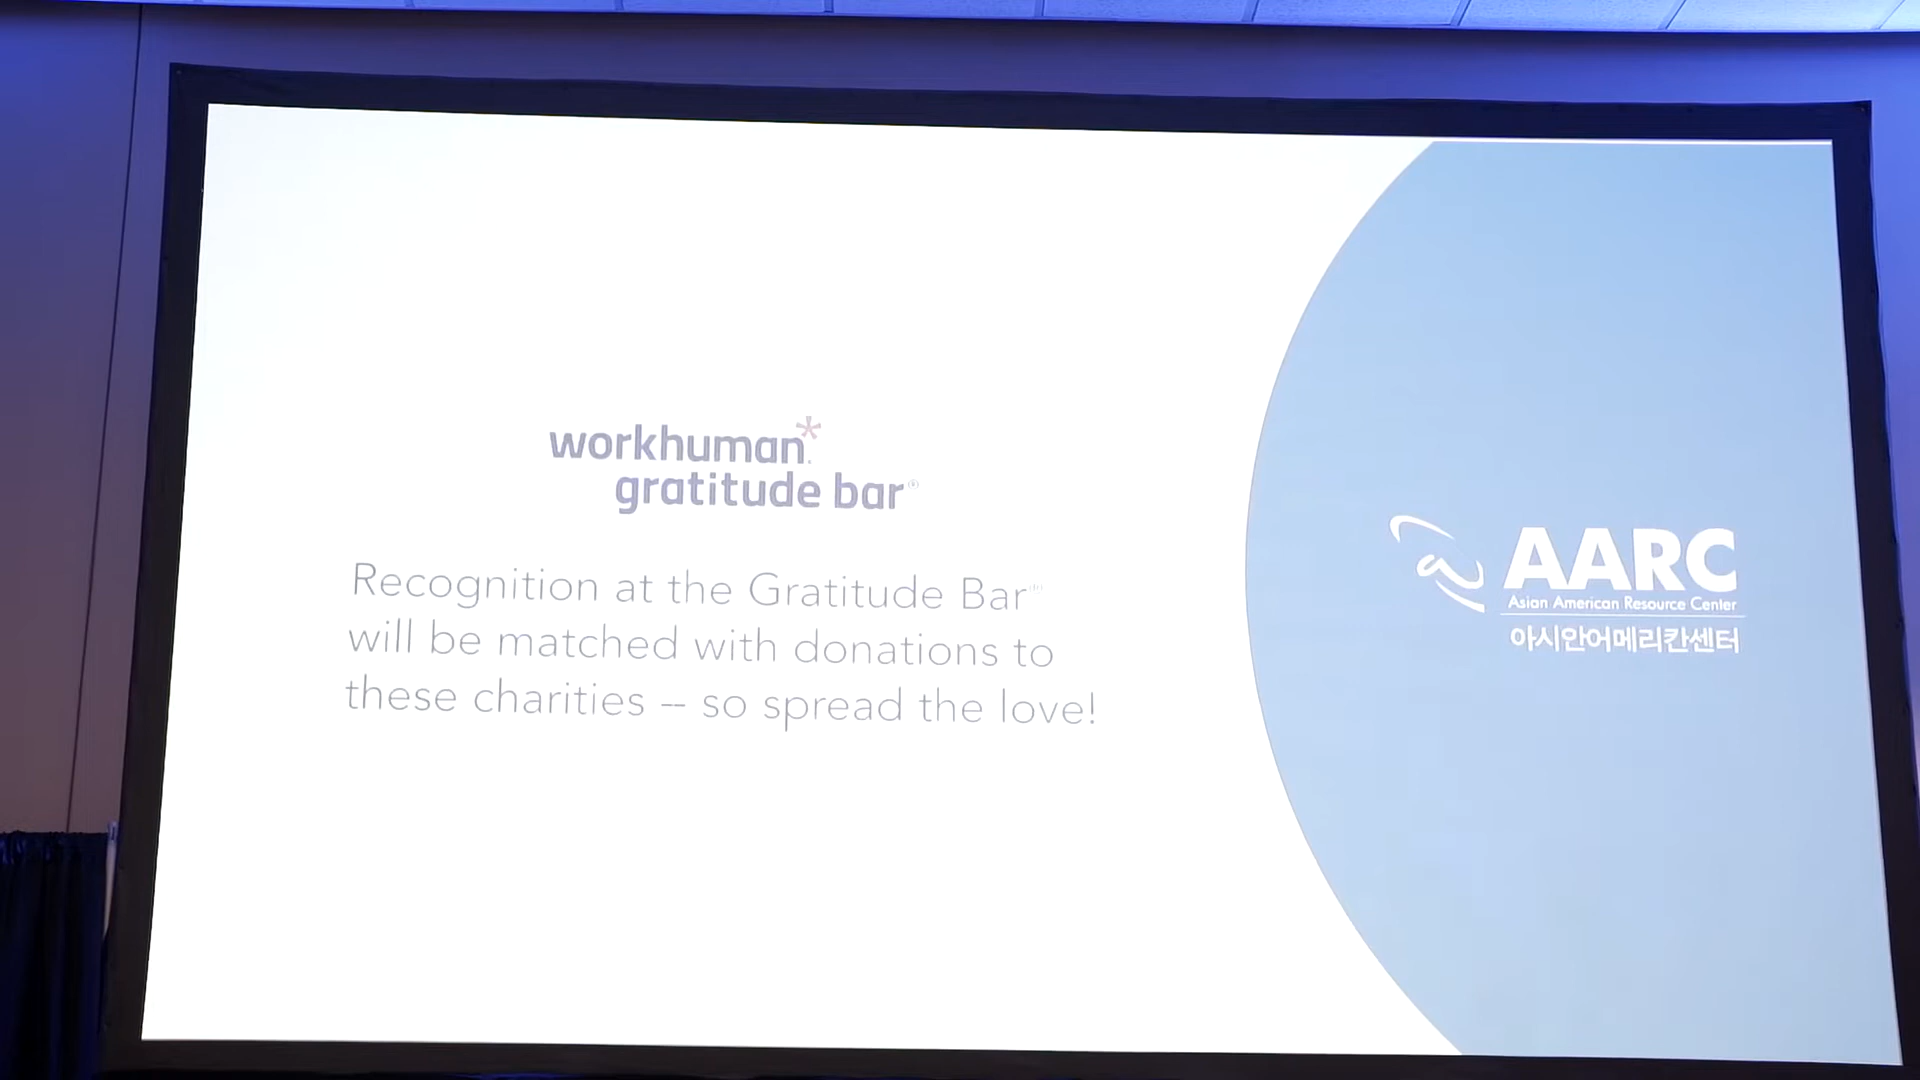 workhuman*
gratitude bar®
Recognition at the Gratitude Bar™
will be matched with donations to
these charities -- so spread the love!
AARC
Asian American Resource Center
아시안어메리칸센터